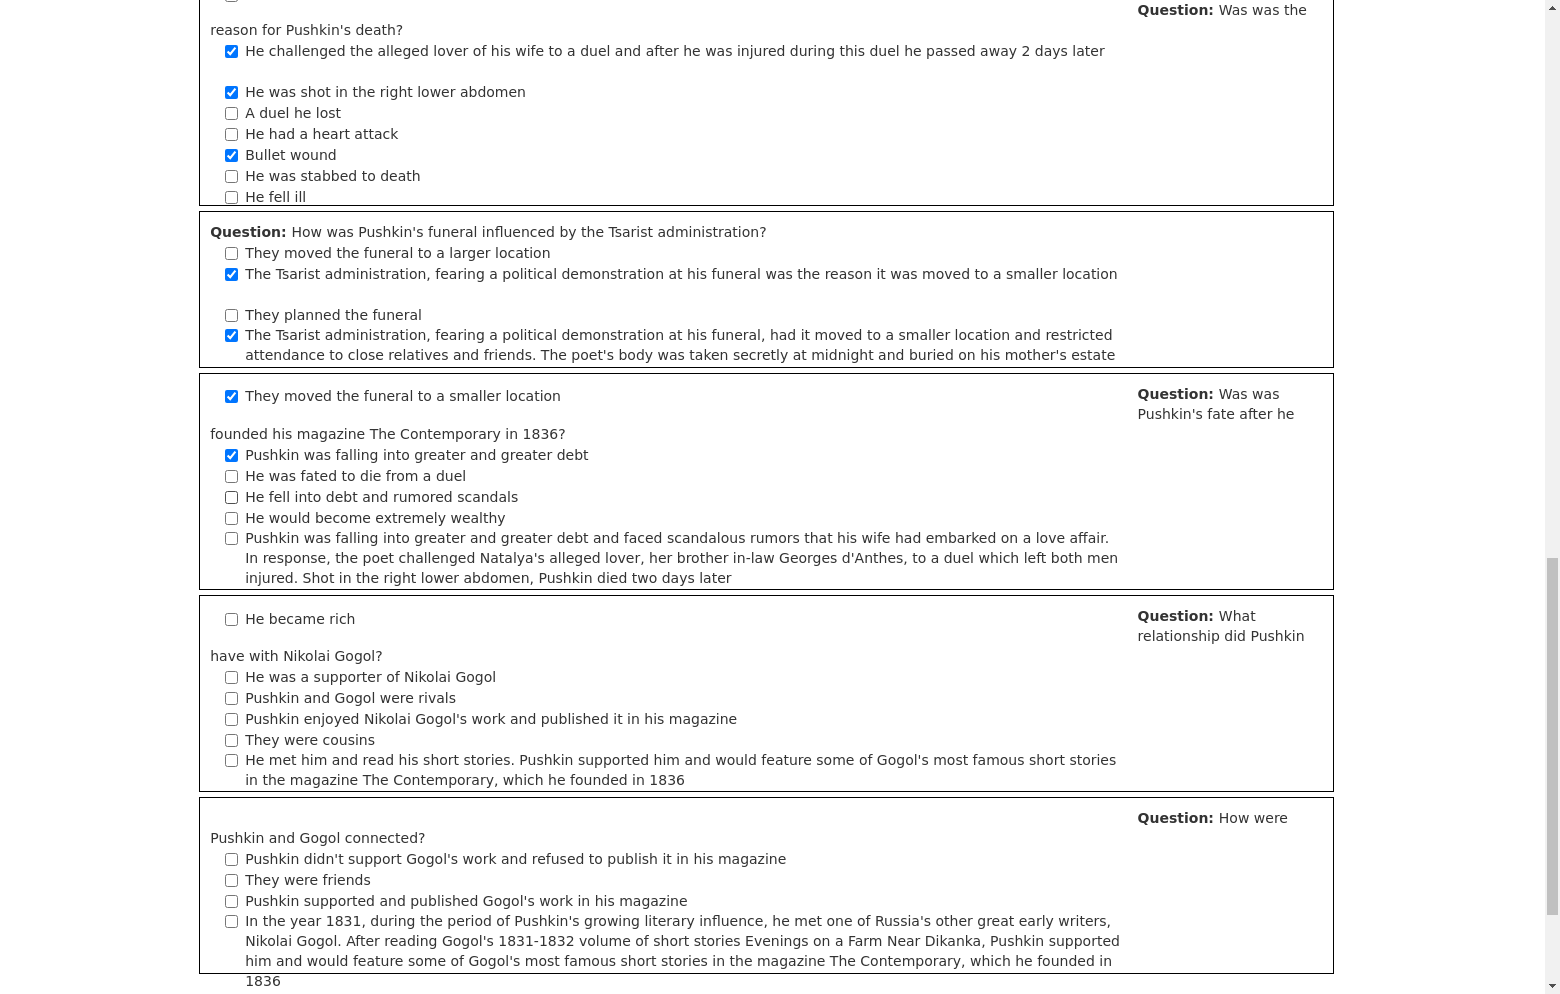 Question: Was was the
reason for Pushkin's death?
He challenged the alleged lover of his wife to a duel and after he was injured during this duel he passed away 2 days later
He was shot in the right lower abdomen
A duel he lost
He had a heart attack
Bullet wound
He was stabbed to death
He fell ill
Question: How was Pushkin's funeral influenced by the Tsarist administration?
They moved the funeral to a larger location
The Tsarist administration, fearing a political demonstration at his funeral was the reason it was moved to a smaller location
They planned the funeral
The Tsarist administration, fearing a political demonstration at his funeral, had it moved to a smaller location and restricted
attendance to close relatives and friends. The poet's body was taken secretly at midnight and buried on his mother's estate
They moved the funeral to a smaller location
Question: Was was
Pushkin's fate after he
founded his magazine The Contemporary in 1836?
Pushkin was falling into greater and greater debt
He was fated to die from a duel
He fell into debt and rumored scandals
He would become extremely wealthy
Pushkin was falling into greater and greater debt and faced scandalous rumors that his wife had embarked on a love affair.
In response, the poet challenged Natalya's alleged lover, her brother in-law Georges d'Anthes, to a duel which left both men
injured. Shot in the right lower abdomen, Pushkin died two days later
He became rich
Question: What
relationship did Pushkin
have with Nikolai Gogol?
He was a supporter of Nikolai Gogol
Pushkin and Gogol were rivals
Pushkin enjoyed Nikolai Gogol's work and published it in his magazine
They were cousins
He met him and read his short stories. Pushkin supported him and would feature some of Gogol's most famous short stories
in the magazine The Contemporary, which he founded in 1836
Question: How were
Pushkin and Gogol connected?
Pushkin didn't support Gogol's work and refused to publish it in his magazine
They were friends
Pushkin supported and published Gogol's work in his magazine
In the year 1831, during the period of Pushkin's growing literary influence, he met one of Russia's other great early writers,
Nikolai Gogol. After reading Gogol's 1831-1832 volume of short stories Evenings on a Farm Near Dikanka, Pushkin supported
him and would feature some of Gogol's most famous short stories in the magazine The Contemporary, which he founded in
1836